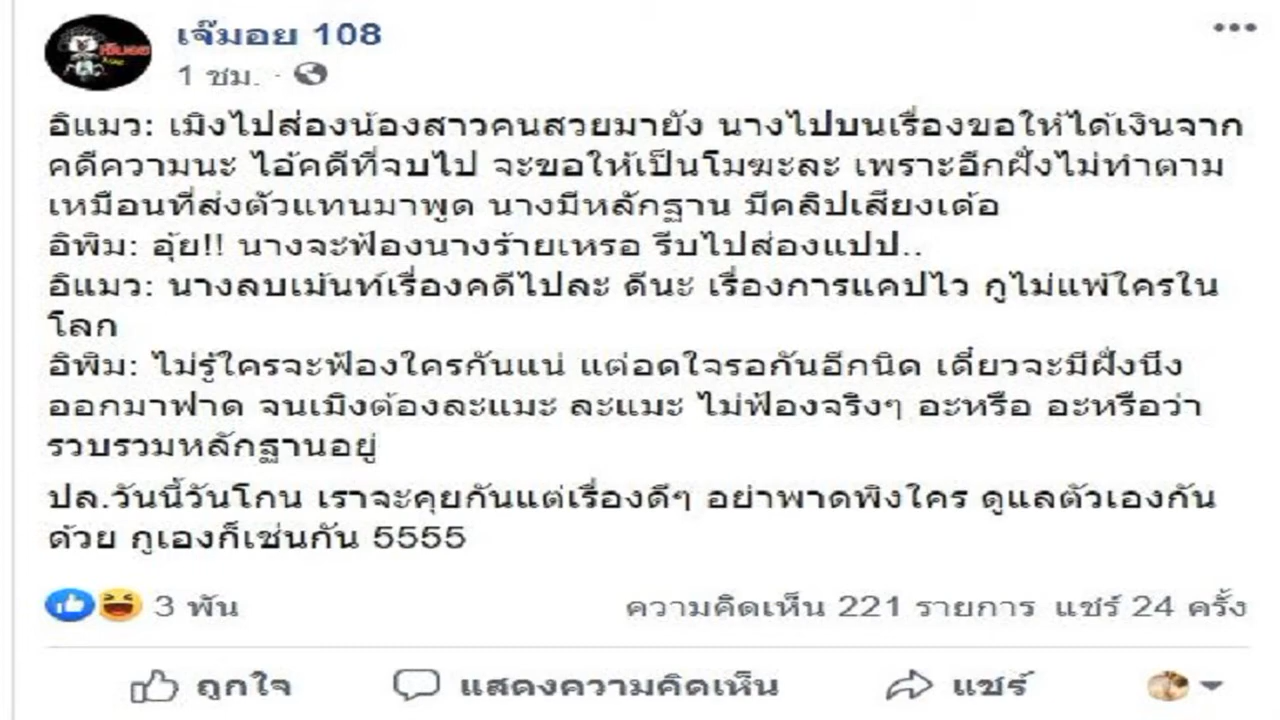 เจ๊มอย 108
1 ชม. ·
อิแมว: เมิงไปส่องน้องสาวคนสวยมายัง นางไปบนเรื่องขอให้ได้เงินจาก
คดีความนะ ไอ้คดีที่จบไป จะขอให้เป็นโมฆะละ เพราะอีกฝั่งไม่ทำตาม
เหมือนที่ส่งตัวแทนมาพูด นางมีหลักฐาน มีคลิปเสียงเด้อ
อิพิม: อุ้ย!! นางจะฟ้องนางร้ายเหรอ รีบไปส่องแปป..
อิแมว: นางลบเม้นท์เรื่องคดีไปละ ดีนะ เรื่องการแคปไว กูไม่แพ้ใครใน
โลก
อิพิม: ไม่รู้ใครจะฟ้องใครกันแน่ แต่อดใจรอกันอีกนิด เดี๋ยวจะมีฝั่งนึง
ออกมาฟาด จนเมิงต้องละแมะ ละแมะ ไม่ฟ้องจริงๆ อะหรือ อะหรือว่า
รวบรวมหลักฐานอยู่
ปล.วันนี้วันโกน เราจะคุยกันแต่เรื่องดีๆ อย่าพาดพิงใคร ดูแลตัวเองกัน
ด้วย กูเองก็เช่นกัน 5555
3 พัน ความคิดเห็น 221 รายการ แชร์ 24 ครั้ง
ถูกใจ แสดงความคิดเห็น แชร์